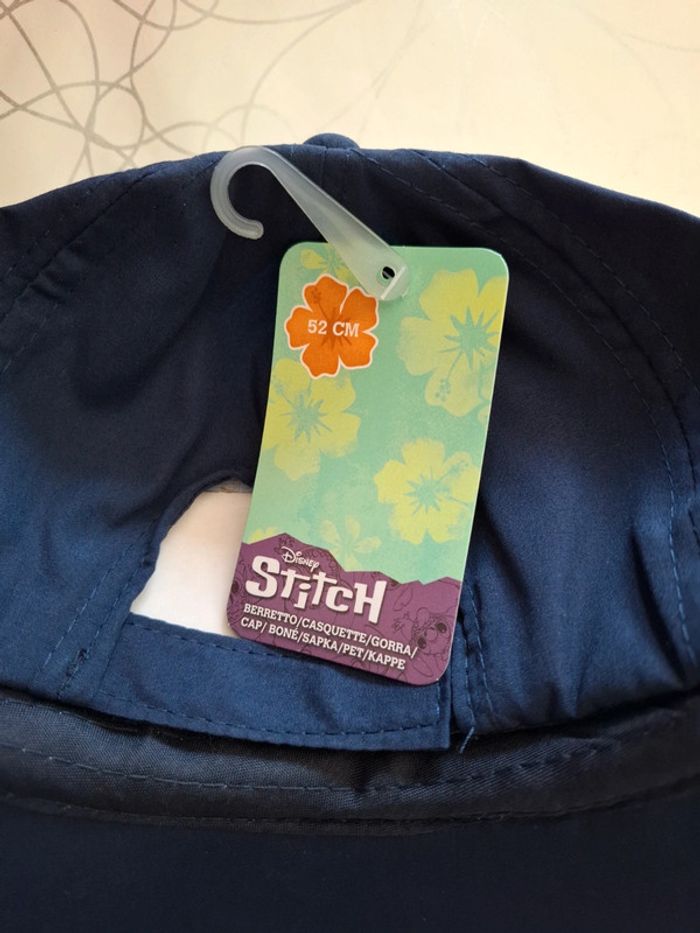 52 CM
Disney
Stitch
BERRETTO/CASQUETTE/GORRA/
CAP/ BONÉ/SAPKA/PET/KAPPE